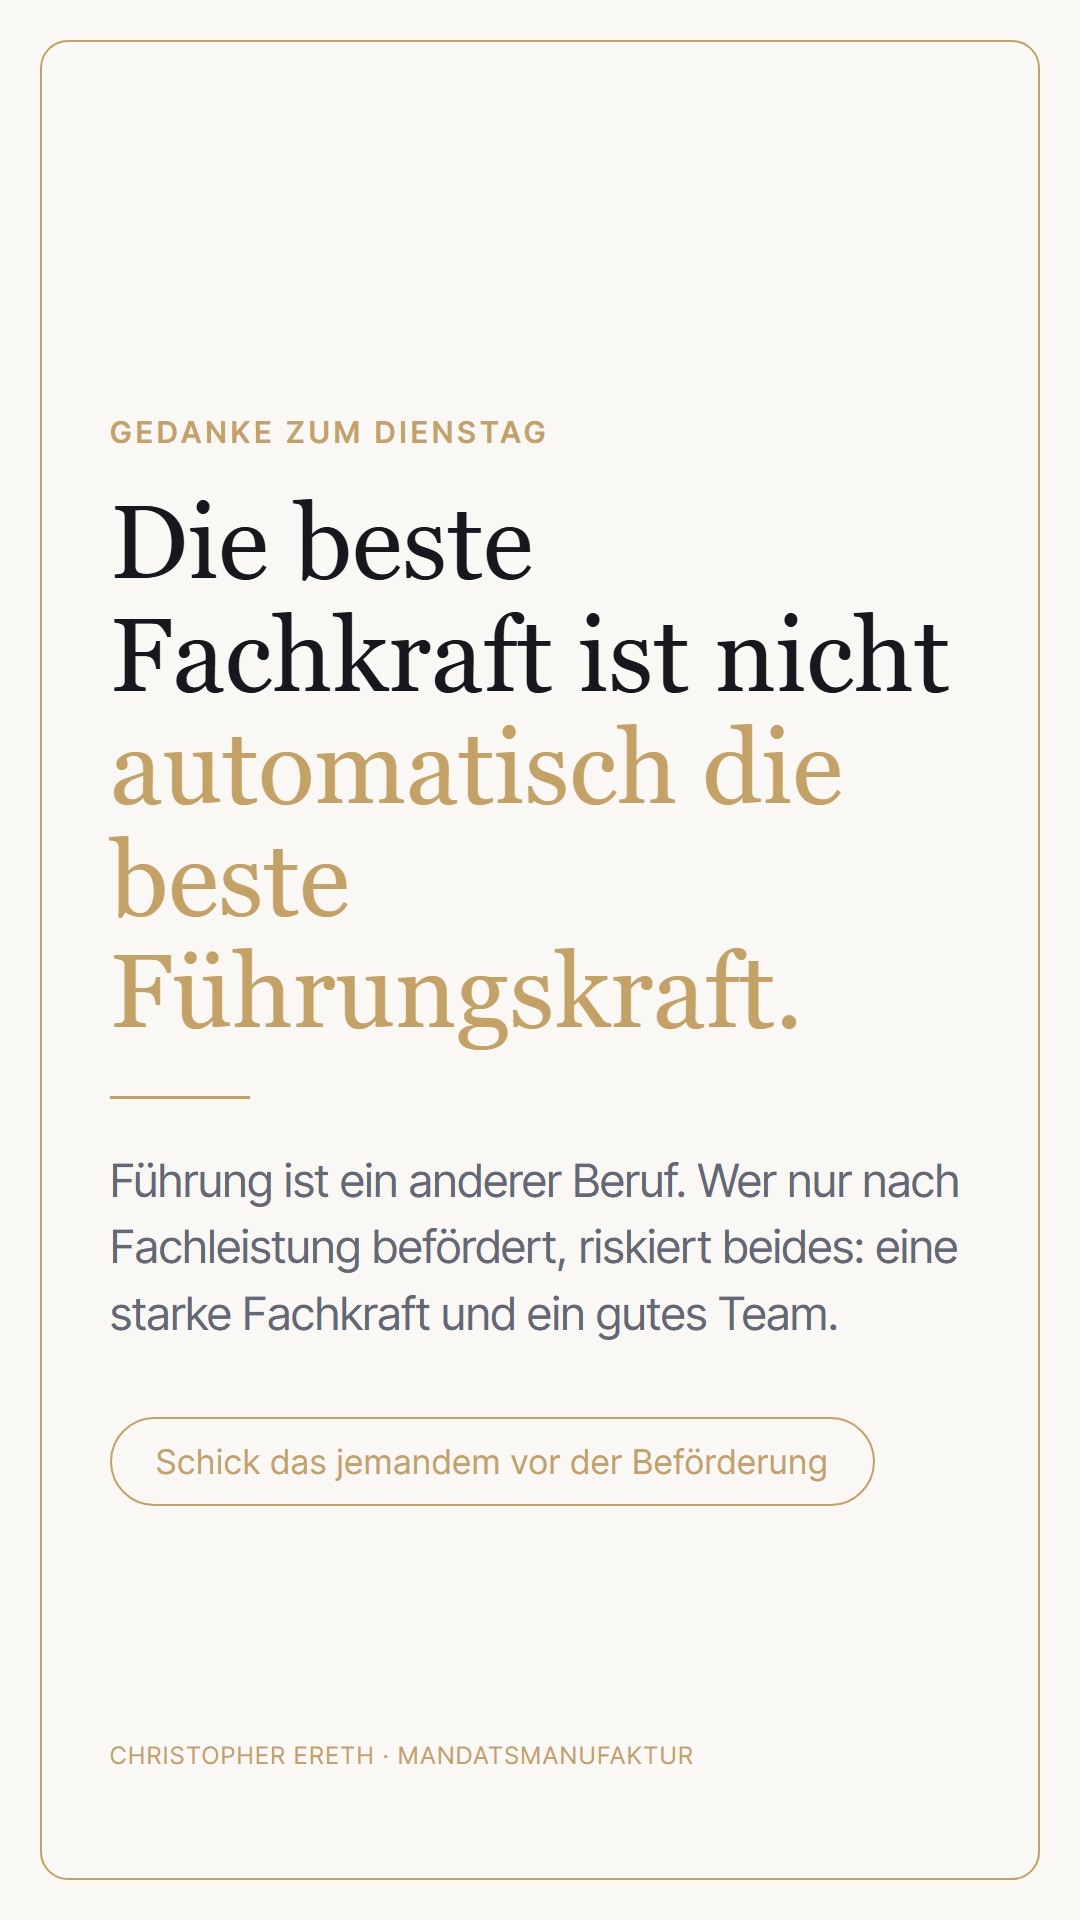 GEDANKE ZUM DIENSTAG
Die beste
Fachkraft ist nicht
automatisch die
beste
Führungskraft.
Führung ist ein anderer Beruf. Wer nur nach
Fachleistung befördert, riskiert beides: eine
starke Fachkraft und ein gutes Team.
Schick das jemandem vor der Beförderung
CHRISTOPHER ERETH · MANDATSMANUFAKTUR